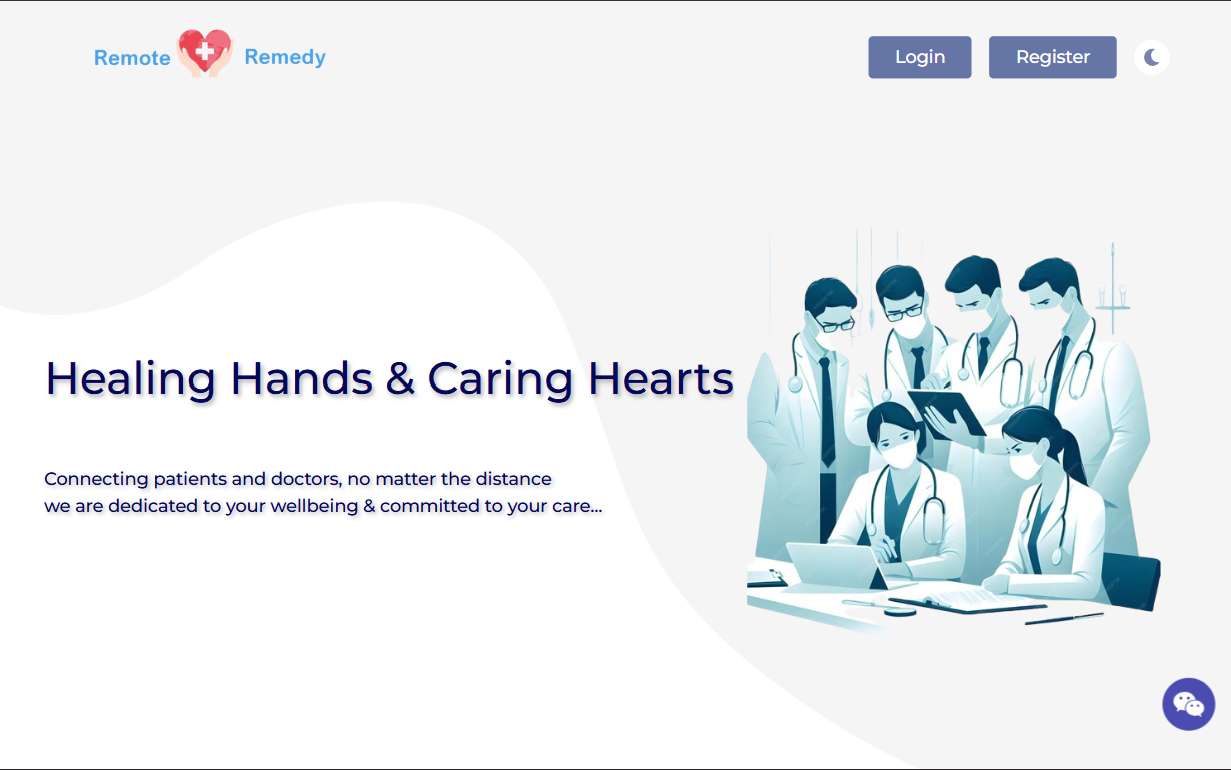 Remote Remedy
Login
Register
Healing Hands & Caring Hearts
Connecting patients and doctors, no matter the distance
we are dedicated to your wellbeing & committed to your care...